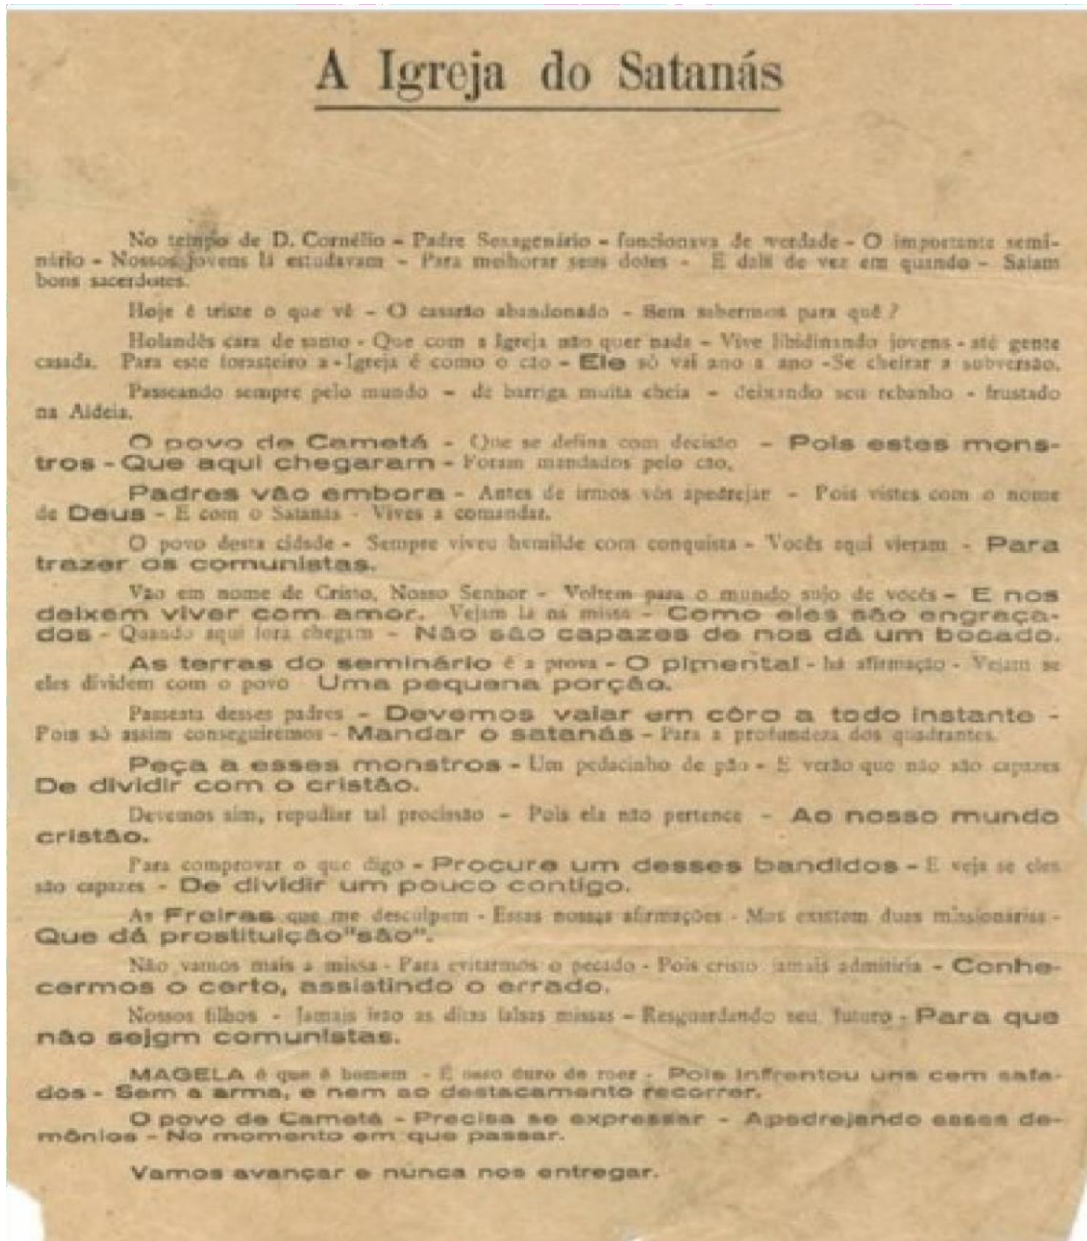 A Igreja do Satanás
No tempo de D. Cornélio - Padre Sexagenário - funcionava de verdade - O importante semi-
nário - Nossos jovens lá estudavam - Para melhorar seus dotes - E dalí de vez em quando - Saiam
bons sacerdotes.
Hoje é triste o que vê - O casarão abandonado - Sem sabermos para quê ?
Holandês cara de santo - Que com a Igreja não quer nada - Vive libidinando jovens - até gente
casada. Para este forasteiro a - Igreja é como o cão - Ele só vai ano a ano -Se cheirar a subversão.
Passeando sempre pelo mundo - de barriga muita cheia - deixando seu rebanho - frustado
na Aldeia.
O povo de Cametá - Que se defina com decisão - Pois estes mons-
tros - Que aqui chegaram - Foram mandados pelo cão.
Padres vão embora - Antes de irmos vós apedrejar - Pois vistes com o nome
de Deus - E com o Satanás - Vives a comandar.
O povo desta cidade - Sempre viveu humilde com conquista - Vocês aqui vieram - Para
trazer os comunistas.
Vão em nome de Cristo, Nosso Senhor - Voltem para o mundo sujo de vocês - E nos
deixem viver com amor. Vejam lá na missa - Como eles são engraça-
dos - Quando aqui fora chegam - Não são capazes de nos dá um bocado.
As terras do seminário é a prova - O pimental - há afirmação - Vejam se
eles dividem com o povo Uma pequena porção.
Passeata desses padres - Devemos vaiar em côro a todo instante -
Pois só assim conseguiremos - Mandar o satanás - Para a profundeza dos quadrantes.
Peça a esses monstros - Um pedacinho de pão - E verão que não são capazes
De dividir com o cristão.
Devemos sim, repudiar tal procissão - Pois ela não pertence - Ao nosso mundo
cristão.
Para comprovar o que digo - Procure um desses bandidos - E veja se eles
são capazes - De dividir um pouco contigo.
As Freiras que me desculpem - Essas nossas afirmações - Mas existem duas missionárias -
Que dá prostituição"são".
Não vamos mais a missa - Para evitarmos o pecado - Pois cristo jamais admitiria - Conhe-
cermos o certo, assistindo o errado.
Nossos filhos - Jamais irão as ditas falsas missas - Resguardando seu futuro - Para que
não sejgm comunistas.
MAGELA é que é homem - É osso duro de roer - Pois inffentou uns cem safa-
dos - Sem a arma, e nem ao destacamento recorrer.
O povo de Cametá - Precisa se expressar - Apedrejando esses de-
mônios - No momento em que passar.
Vamos avançar e nunca nos entregar.